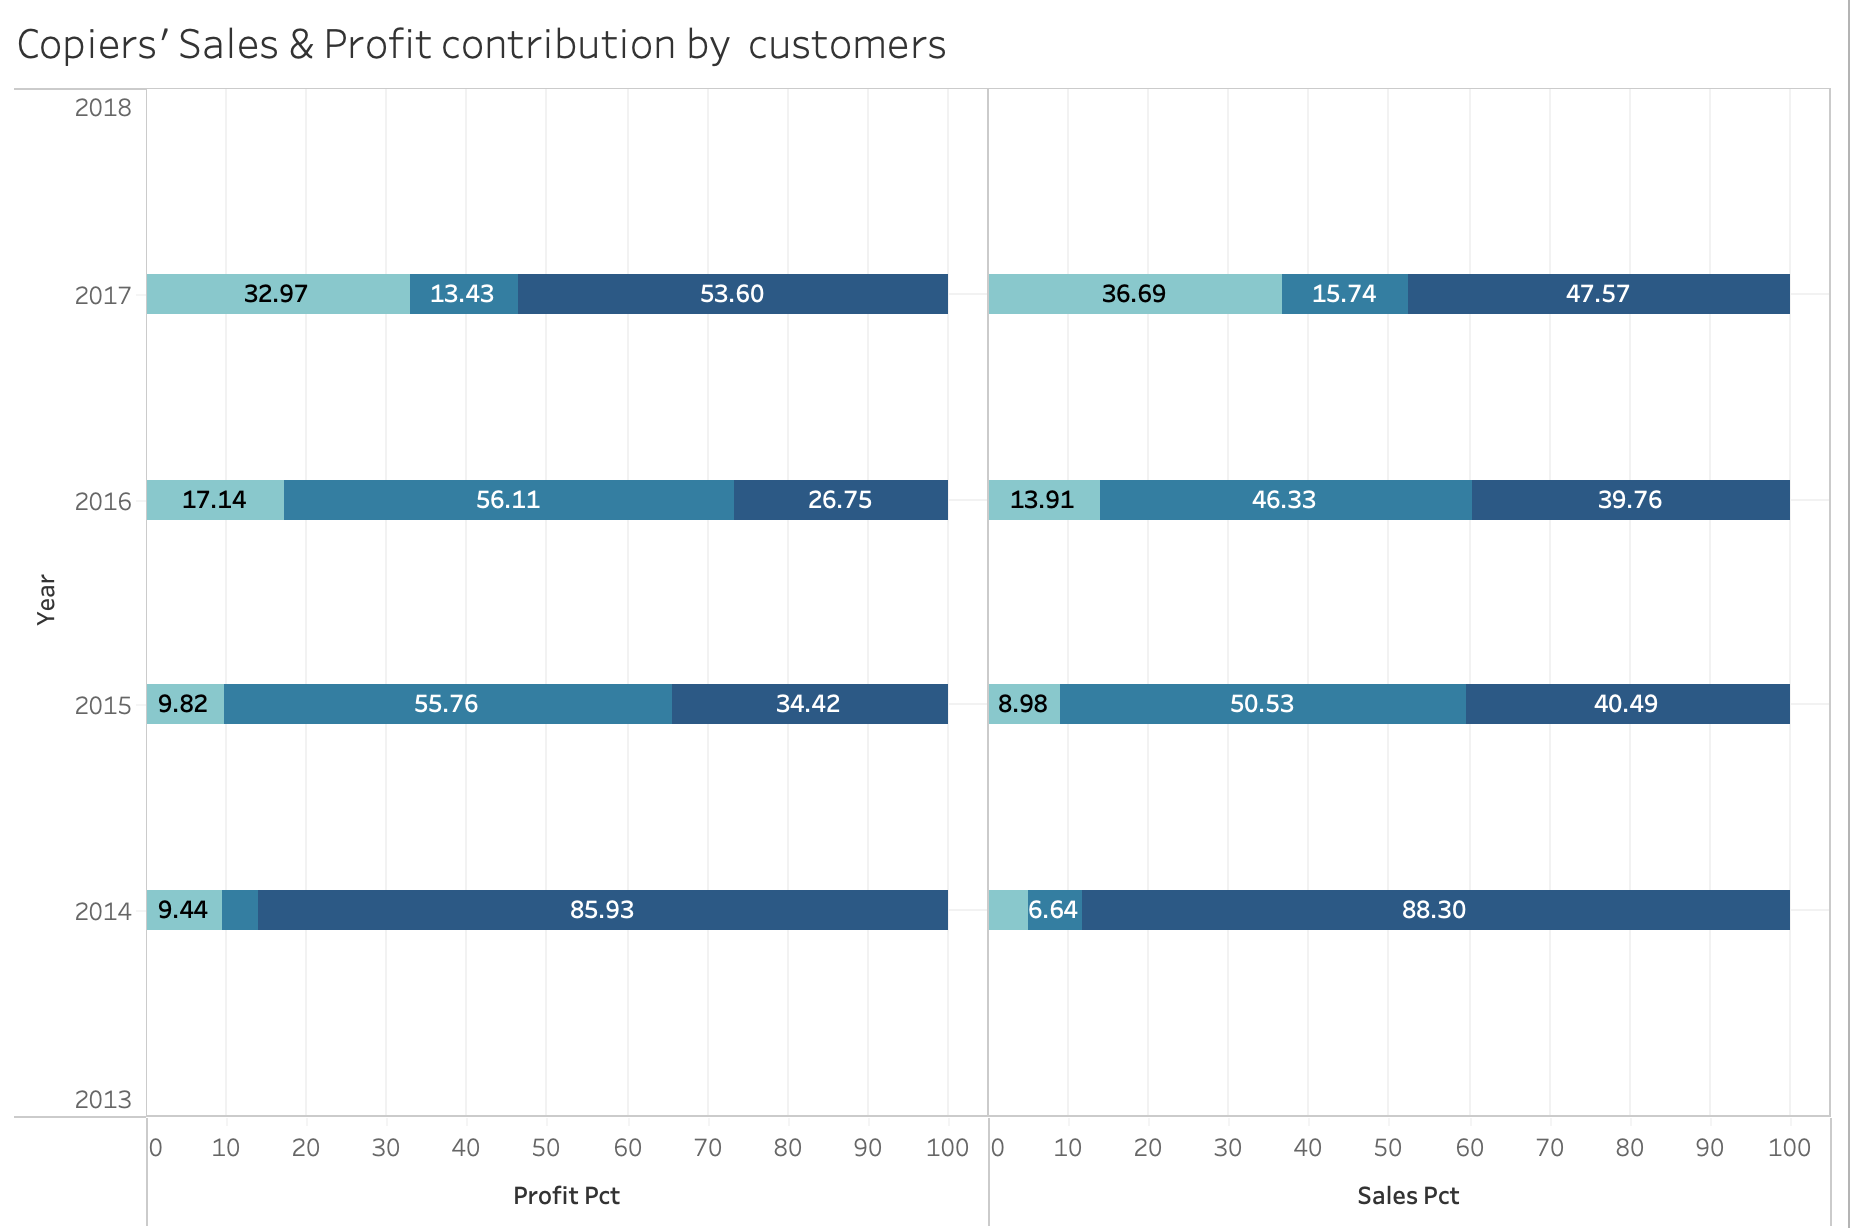 Copiers' Sales & Profit contribution by customers
2018
2017
32.97 13.43 53.60
36.69 15.74 47.57
2016
17.14 56.11 26.75
13.91 46.33 39.76
Year
2015
9.82 55.76 34.42
8.98 50.53 40.49
2014
9.44 85.93
6.64 88.30
2013
0 10 20 30 40 50 60 70 80 90 100
0 10 20 30 40 50 60 70 80 90 100
Profit Pct
Sales Pct